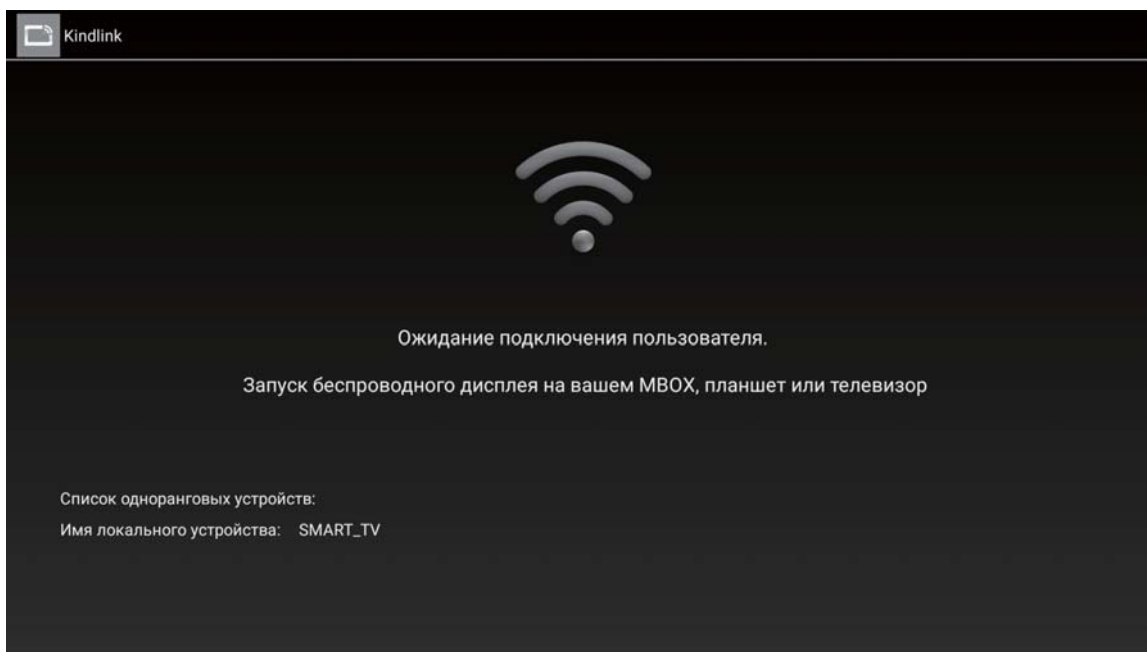 Kindlink
Ожидание подключения пользователя.
Запуск беспроводного дисплея на вашем MBOX, планшет или телевизор
Список одноранговых устройств:
Имя локального устройства: SMART_TV